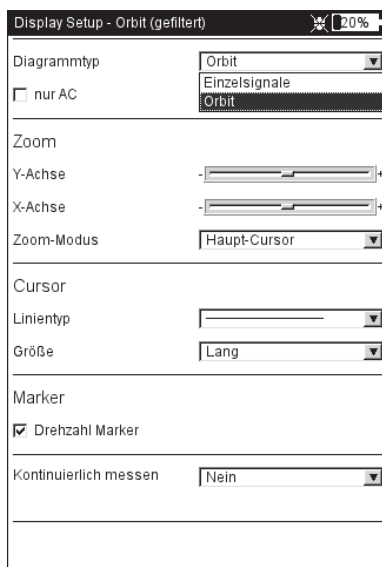 Display Setup - Orbit (gefiltert) 20%
Diagrammtyp Orbit
Einzelsignale
nur AC Orbit
Zoom
Y-Achse - +
X-Achse - +
Zoom-Modus Haupt-Cursor
Cursor
Linientyp
Größe Lang
Marker
Drehzahl Marker
Kontinuierlich messen Nein